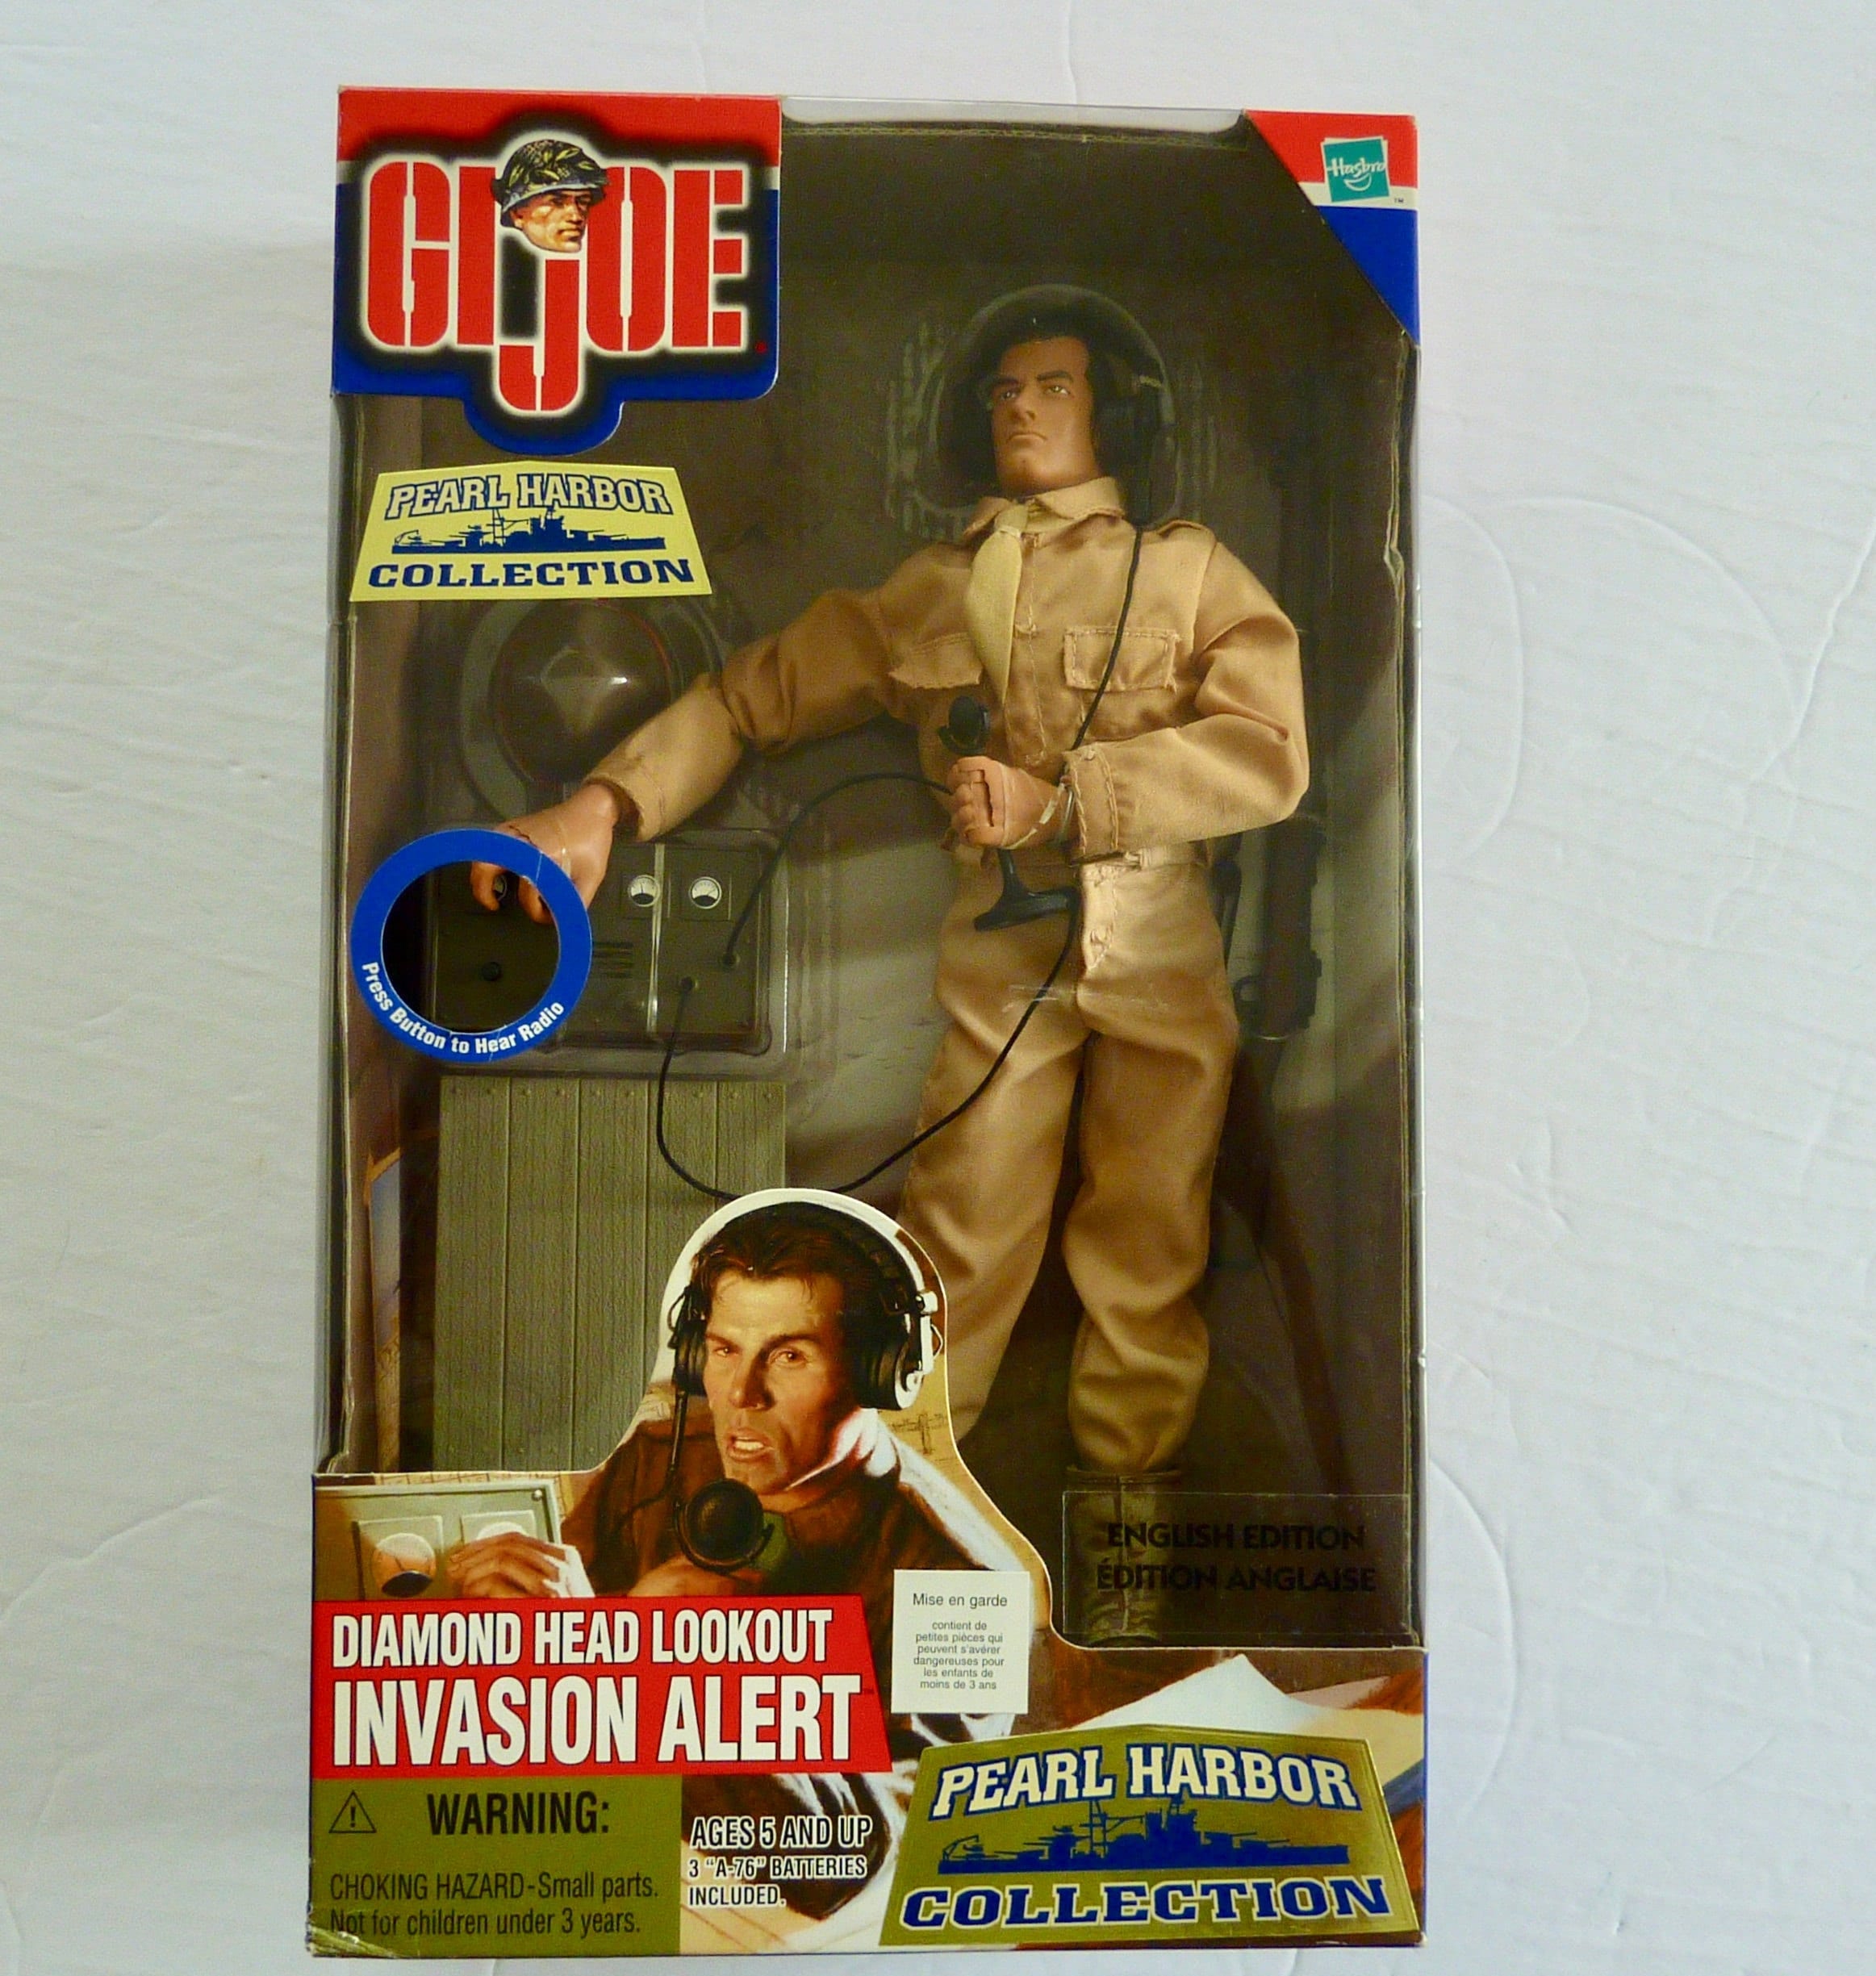 GI JOE
Hasbro
™
PEARL HARBOR
COLLECTION
Press Button to Hear Radio
ENGLISH EDITION
ÉDITION ANGLAISE
Mise en garde
contient de
petites pièces qui
peuvent s'avérer
dangereuses pour
les enfants de
moins de 3 ans
DIAMOND HEAD LOOKOUT
INVASION ALERT™
WARNING:
CHOKING HAZARD-Small parts.
Not for children under 3 years.
AGES 5 AND UP
3 "A-76" BATTERIES
INCLUDED.
PEARL HARBOR
COLLECTION